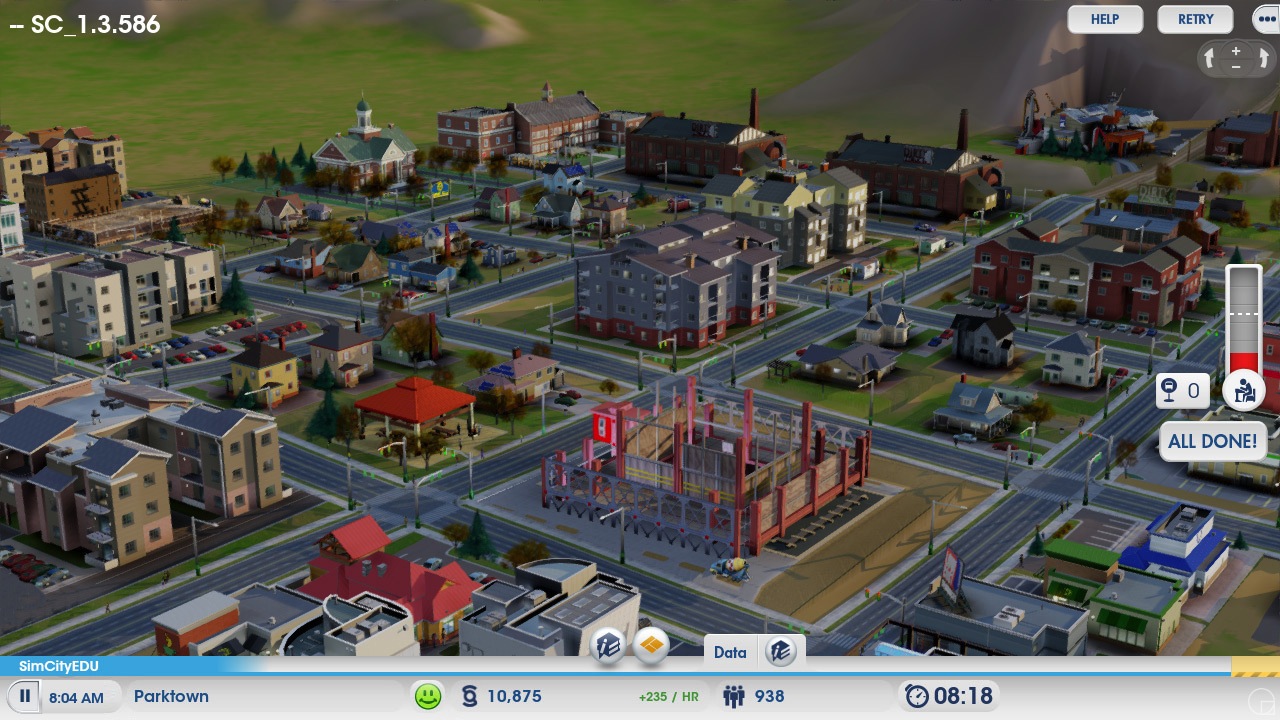 -- SC_1.3.586
HELP
RETRY
•••
+
−
0
ALL DONE!
Data
SimCityEDU
8:04 AM
Parktown
10,875
+235 / HR
938
08:18